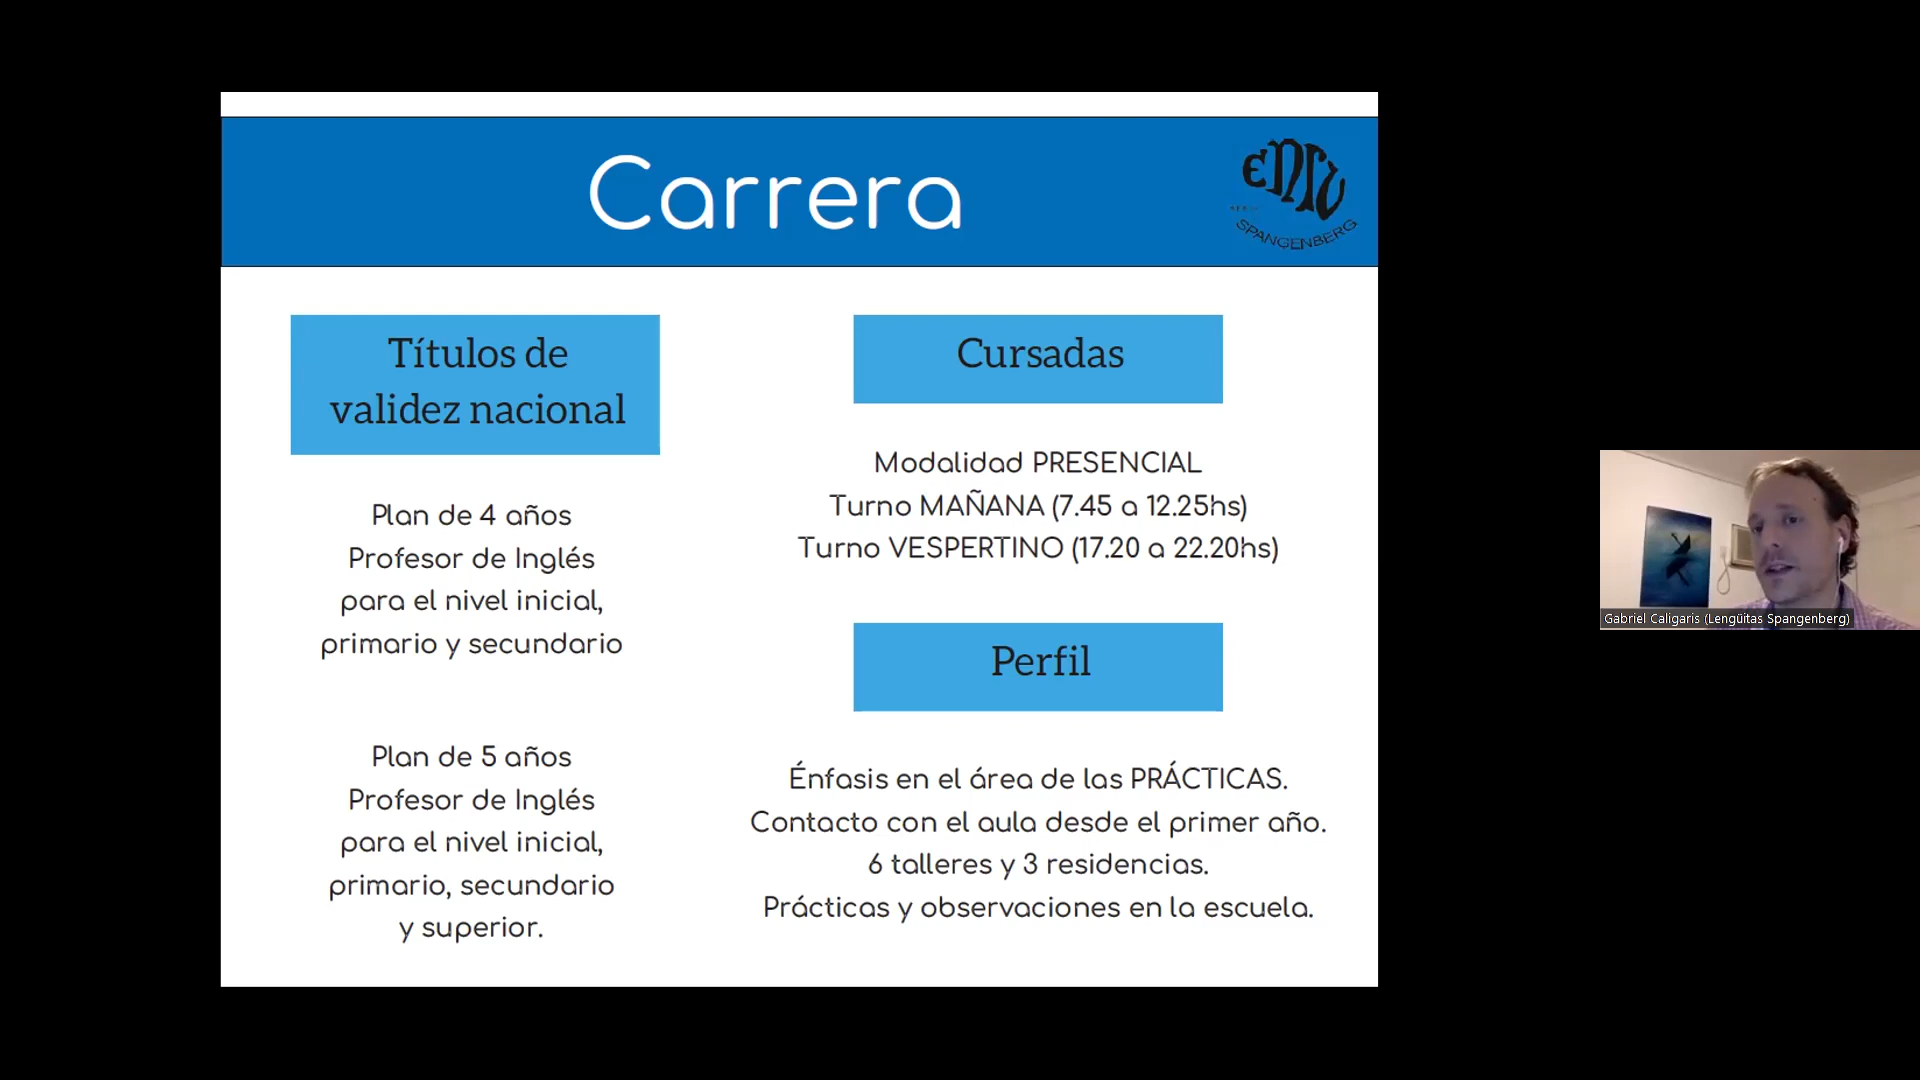 Carrera
SPANGENBERG
Títulos de
validez nacional
Plan de 4 años
Profesor de Inglés
para el nivel inicial,
primario y secundario
Plan de 5 años
Profesor de Inglés
para el nivel inicial,
primario, secundario
y superior.
Cursadas
Modalidad PRESENCIAL
Turno MAÑANA (7.45 a 12.25hs)
Turno VESPERTINO (17.20 a 22.20hs)
Perfil
Énfasis en el área de las PRÁCTICAS.
Contacto con el aula desde el primer año.
6 talleres y 3 residencias.
Prácticas y observaciones en la escuela.
Gabriel Caligaris (Lengüitas Spangenberg)